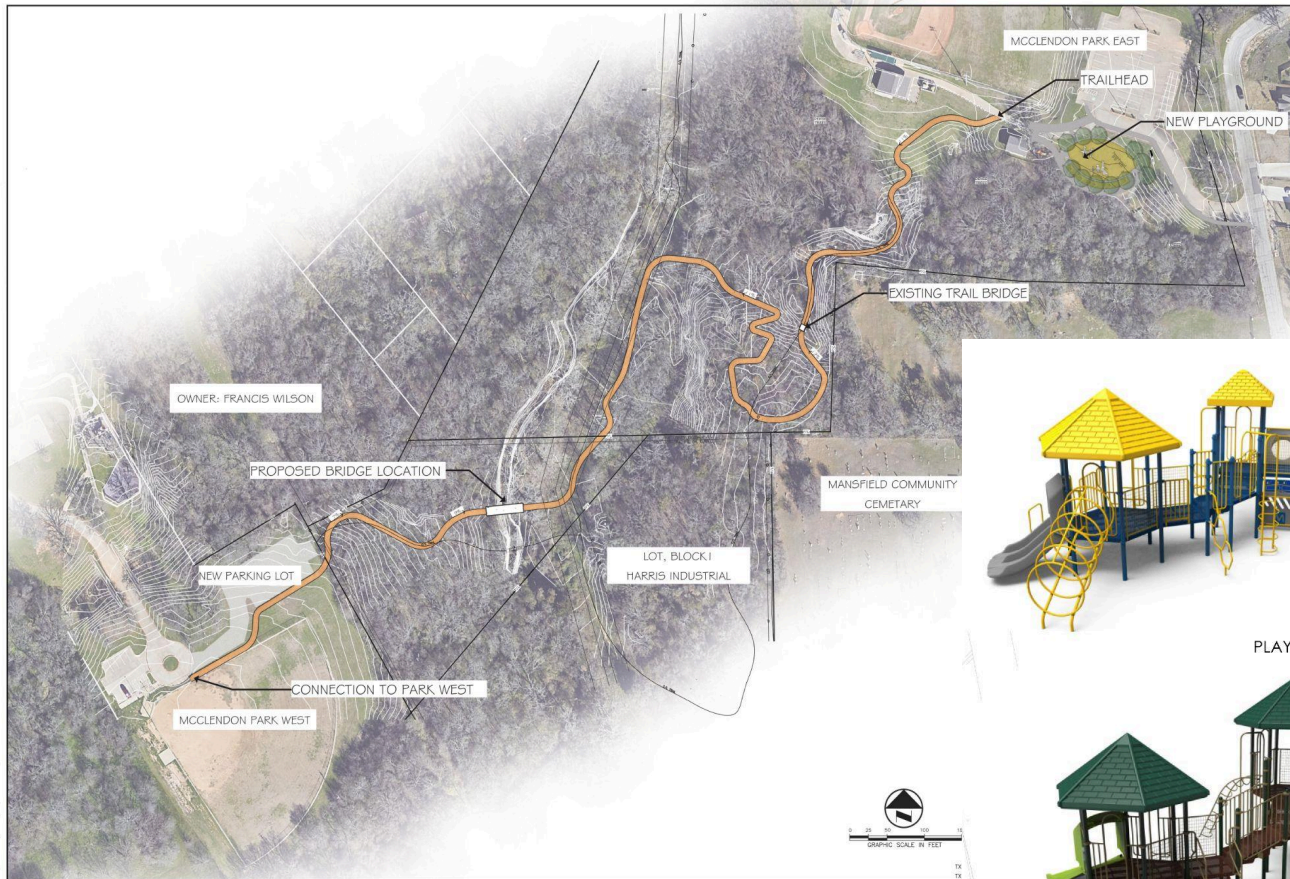 MCCLENDON PARK EAST
TRAILHEAD
NEW PLAYGROUND
EXISTING TRAIL BRIDGE
OWNER: FRANCIS WILSON
PROPOSED BRIDGE LOCATION
MANSFIELD COMMUNITY
CEMETARY
LOT, BLOCK I
HARRIS INDUSTRIAL
NEW PARKING LOT
CONNECTION TO PARK WEST
MCCLENDON PARK WEST
PLAY
0 25 50 100
GRAPHIC SCALE IN FEET
TX
TX